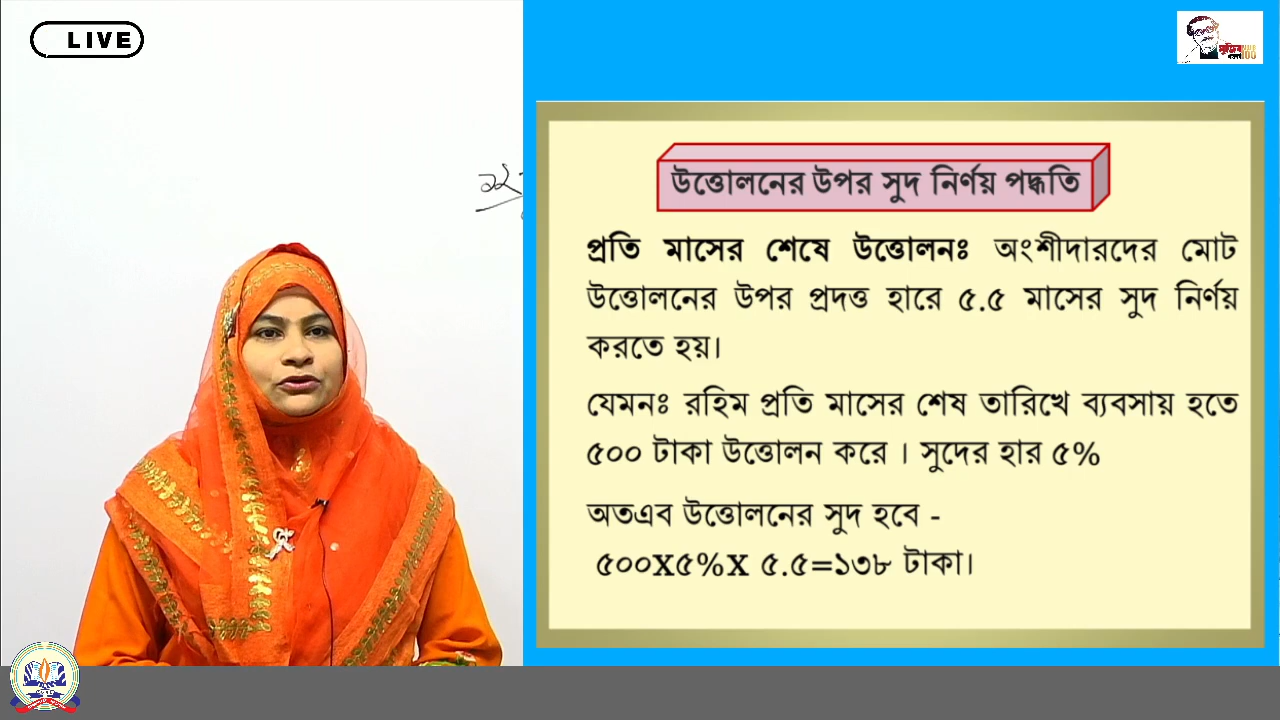 LIVE
১২
উত্তোলনের উপর সুদ নির্ণয় পদ্ধতি
প্রতি মাসের শেষে উত্তোলনঃ অংশীদারদের মোট
উত্তোলনের উপর প্রদত্ত হারে ৫.৫ মাসের সুদ নির্ণয়
করতে হয়।
যেমনঃ রহিম প্রতি মাসের শেষ তারিখে ব্যবসায় হতে
৫০০ টাকা উত্তোলন করে । সুদের হার ৫%
অতএব উত্তোলনের সুদ হবে -
৫০০X৫%X ৫.৫=১৩৮ টাকা।